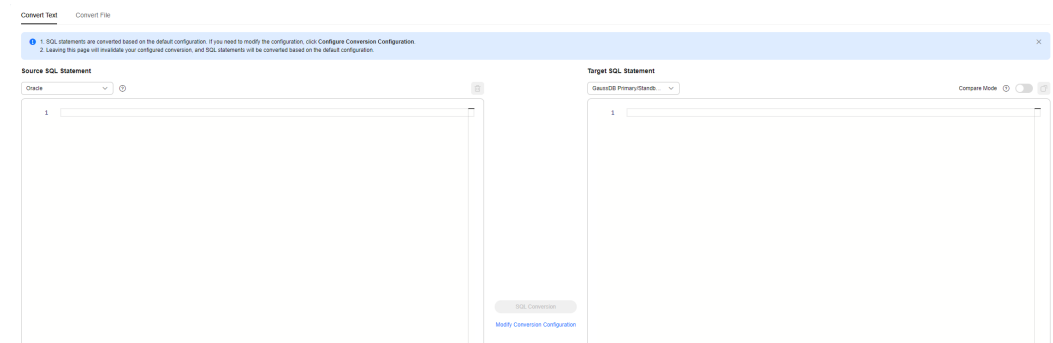 Convert Text Convert File
1. SQL statements are converted based on the default configuration. If you need to modify the configuration, click Configure Conversion Configuration.
2. Leaving this page will invalidate your configured conversion, and SQL statements will be converted based on the default configuration.
Source SQL Statement Target SQL Statement
Oracle GaussDB Primary/Standb... Compare Mode
1 1
SQL Conversion
Modify Conversion Configuration